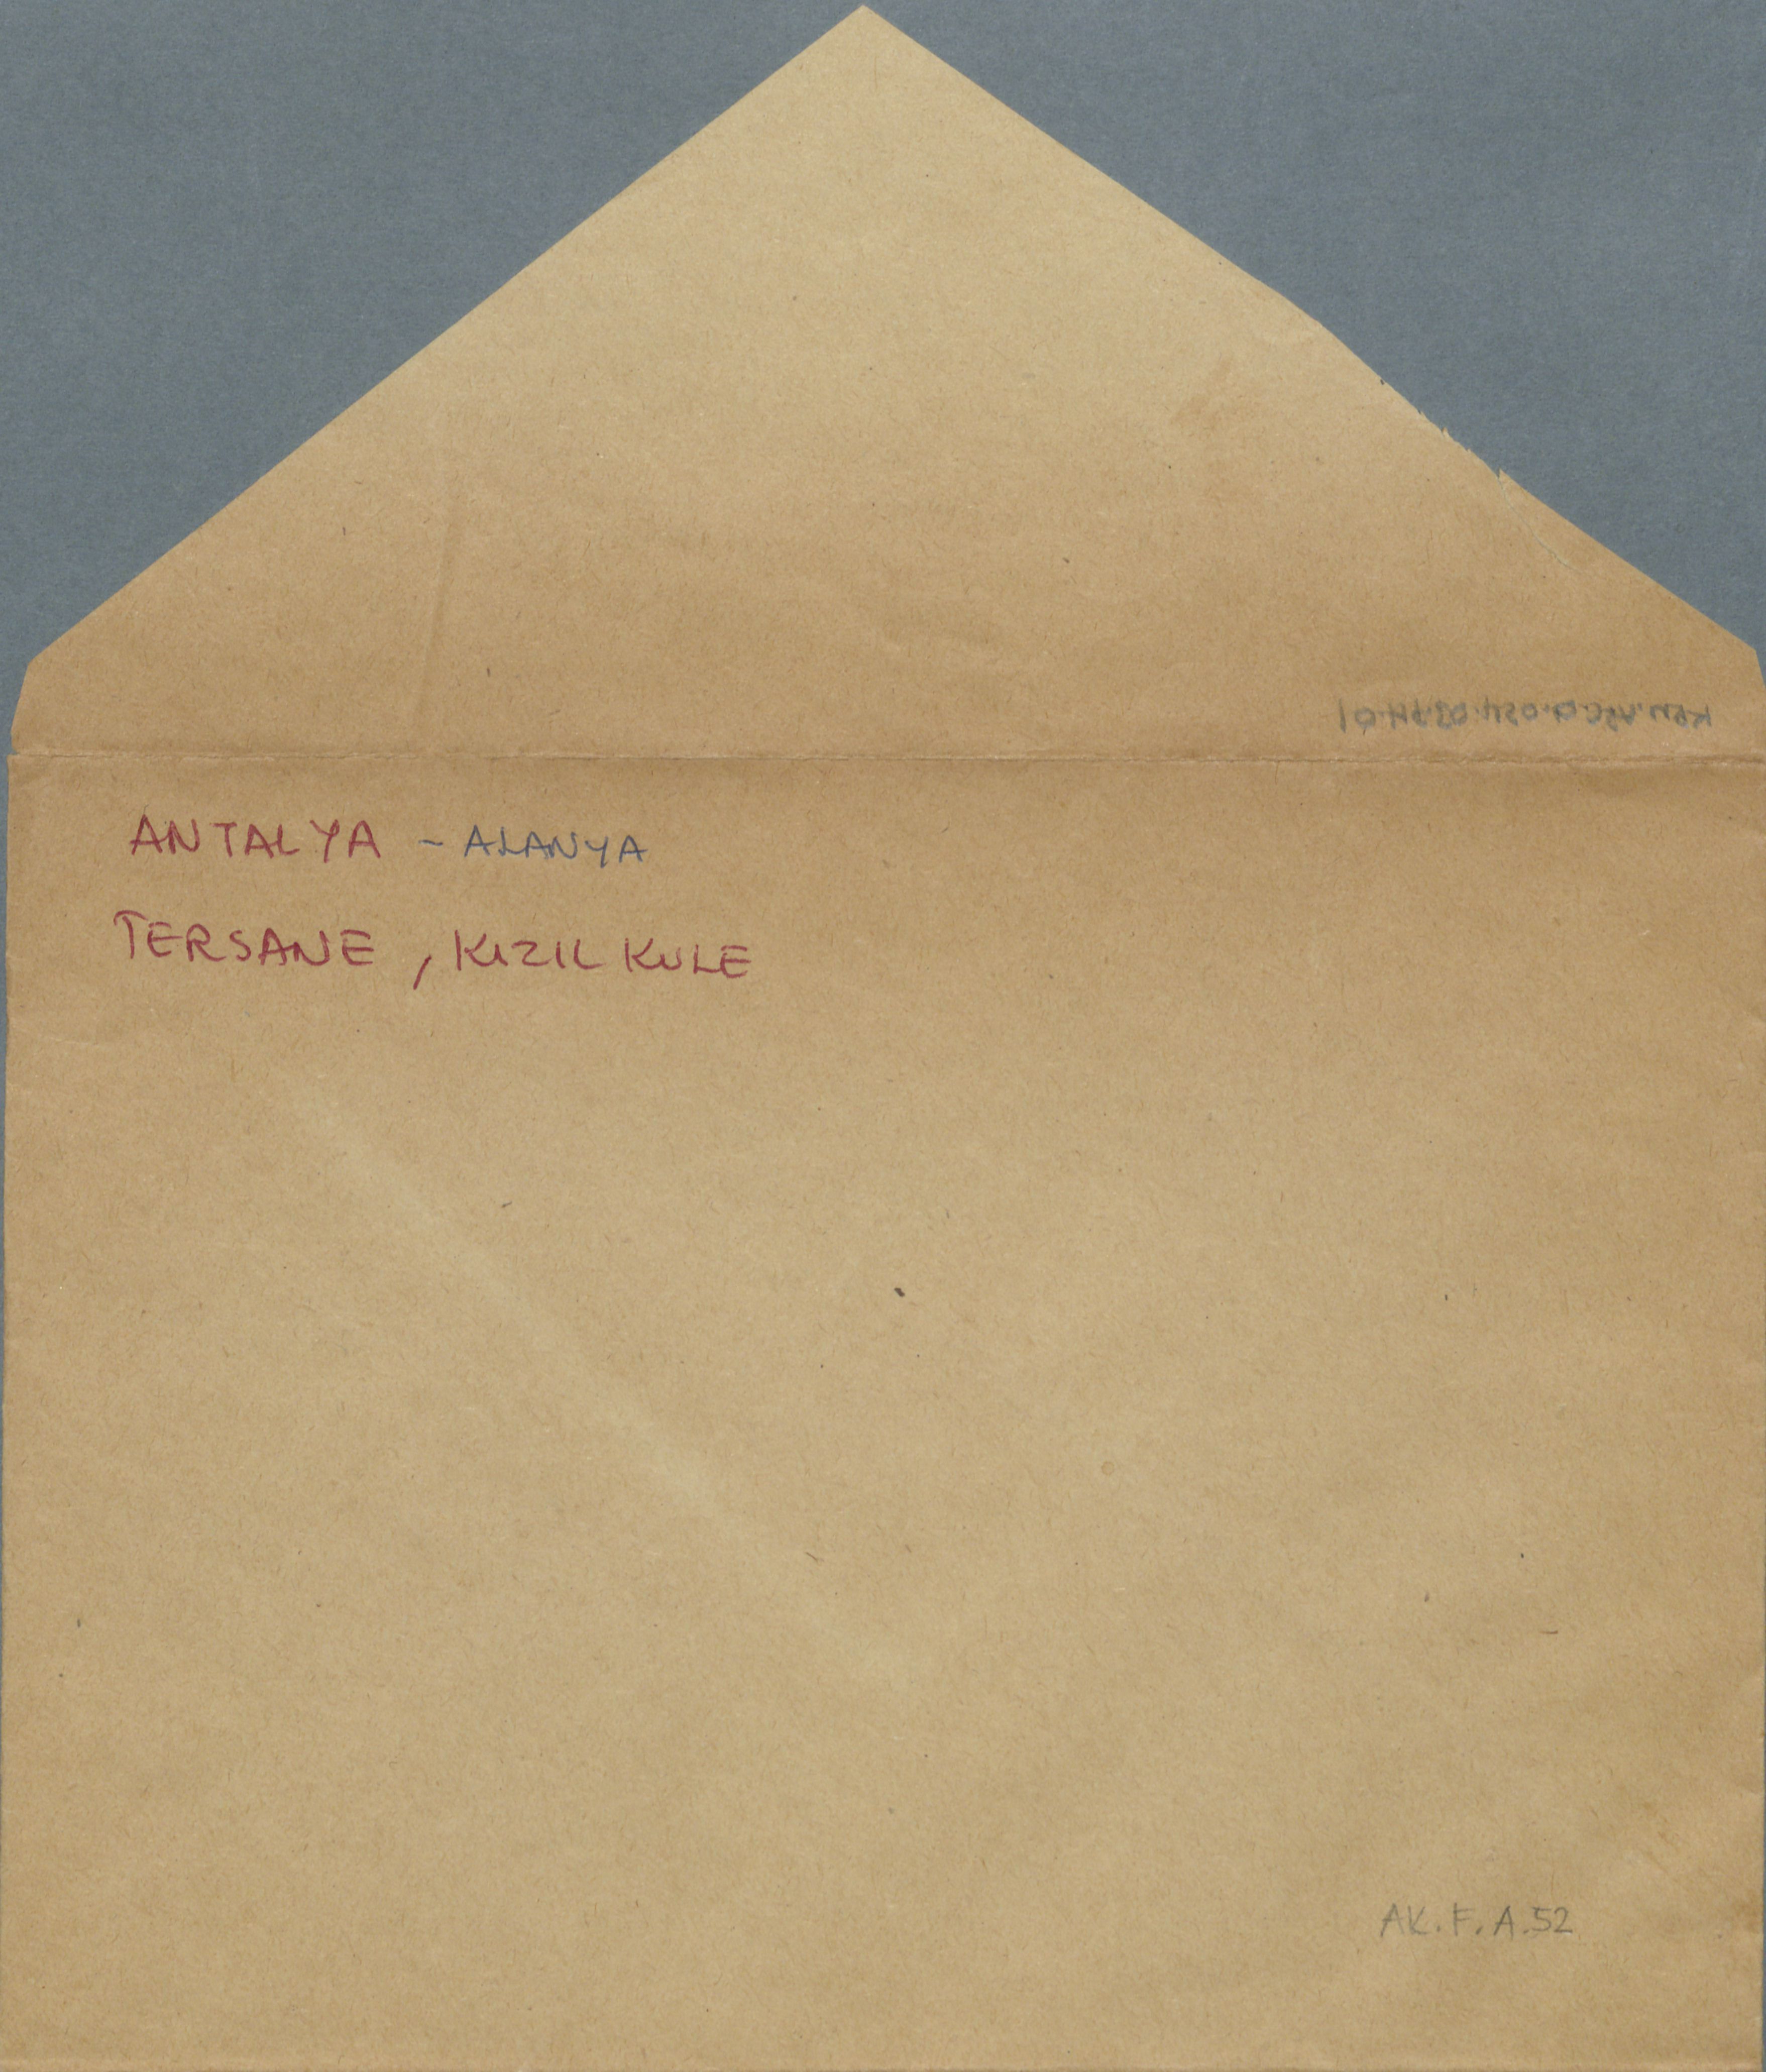 ANTALYA - ALANYA
TERSANE, KIZIL KULE
AK.F.A.52